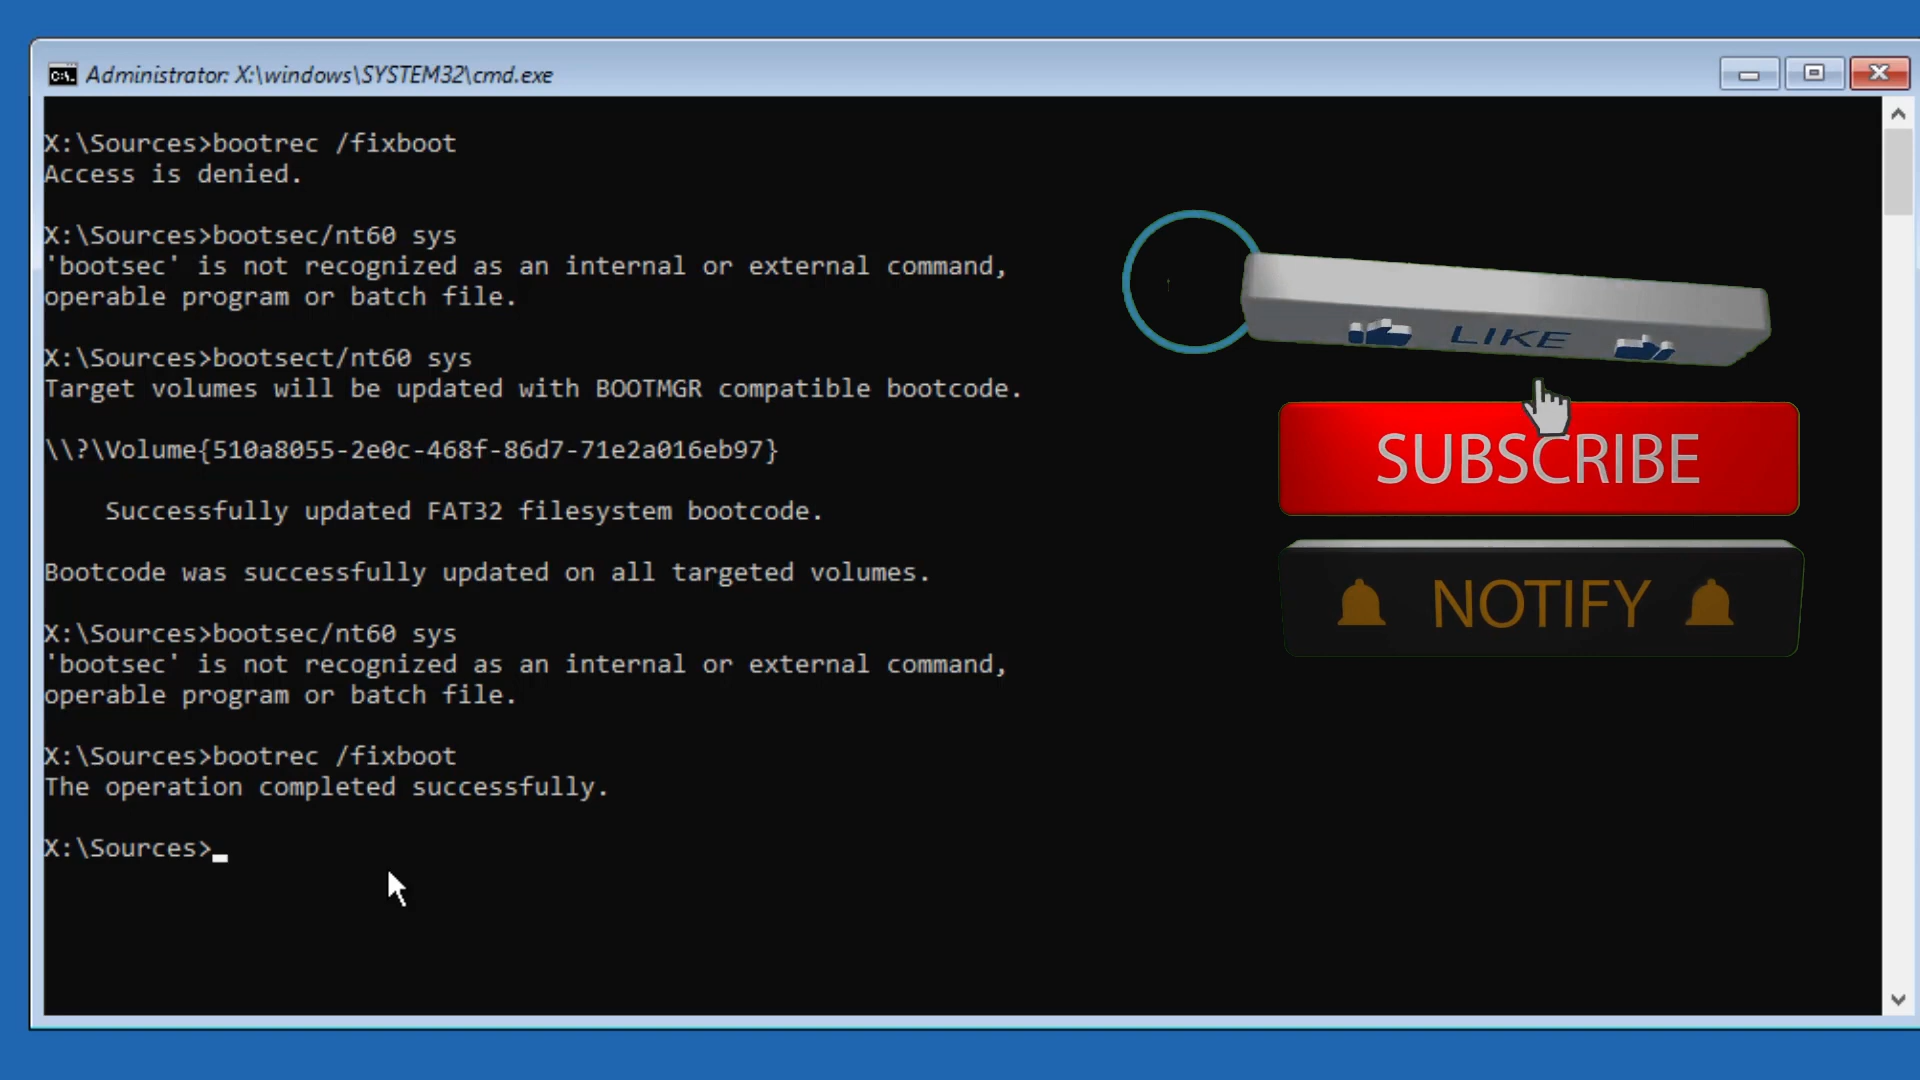 Administrator: X:\windows\SYSTEM32\cmd.exe
X:\Sources>bootrec /fixboot
Access is denied.
X:\Sources>bootsec/nt60 sys
'bootsec' is not recognized as an internal or external command,
operable program or batch file.
X:\Sources>bootsect/nt60 sys
Target volumes will be updated with BOOTMGR compatible bootcode.
\\?\Volume{510a8055-2e0c-468f-86d7-71e2a016eb97}
Successfully updated FAT32 filesystem bootcode.
Bootcode was successfully updated on all targeted volumes.
X:\Sources>bootsec/nt60 sys
'bootsec' is not recognized as an internal or external command,
operable program or batch file.
X:\Sources>bootrec /fixboot
The operation completed successfully.
X:\Sources>
LIKE
SUBSCRIBE
NOTIFY